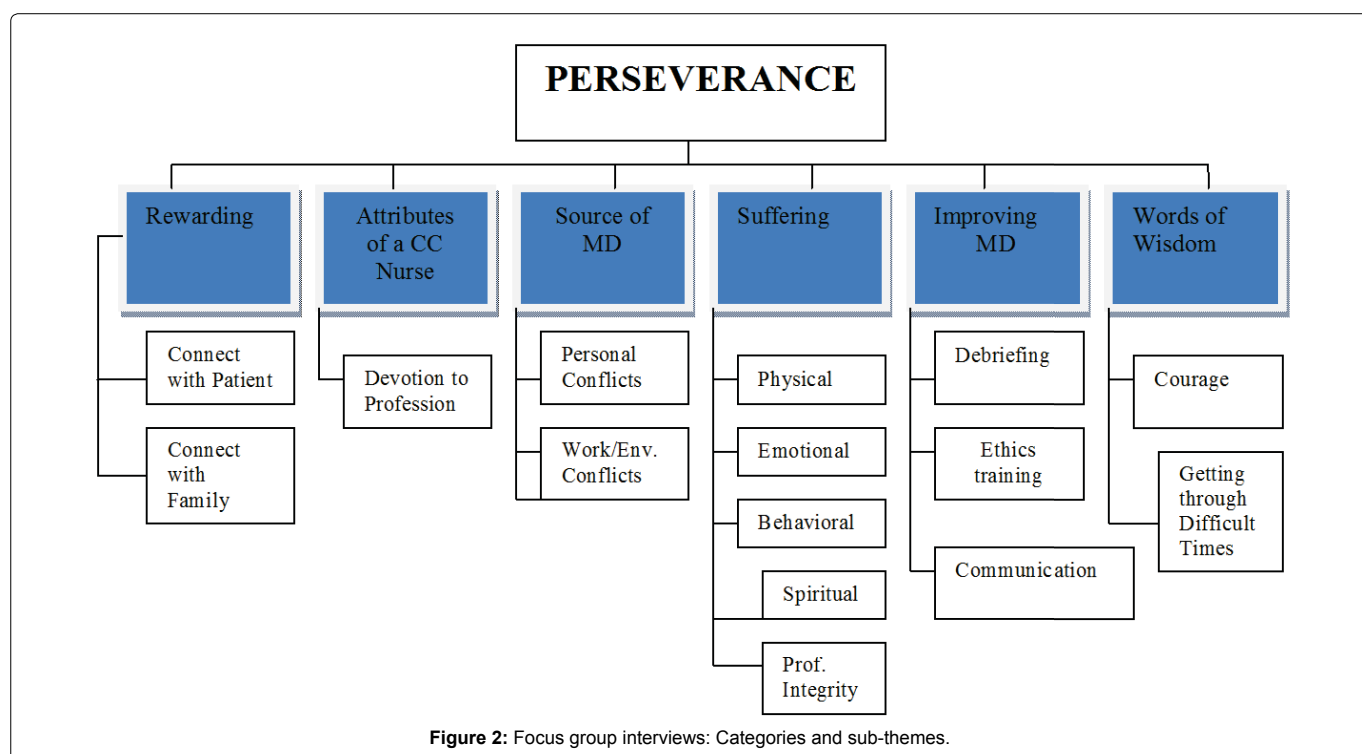 PERSEVERANCE
Rewarding
Connect
with Patient
Connect
with
Family
Attributes
of a CC
Nurse
Devotion to
Profession
Source of
MD
Personal
Conflicts
Work/Env.
Conflicts
Suffering
Physical
Emotional
Behavioral
Spiritual
Prof.
Integrity
Improving
MD
Debriefing
Ethics
training
Communication
Words of
Wisdom
Courage
Getting
through
Difficult
Times
Figure 2: Focus group interviews: Categories and sub-themes.